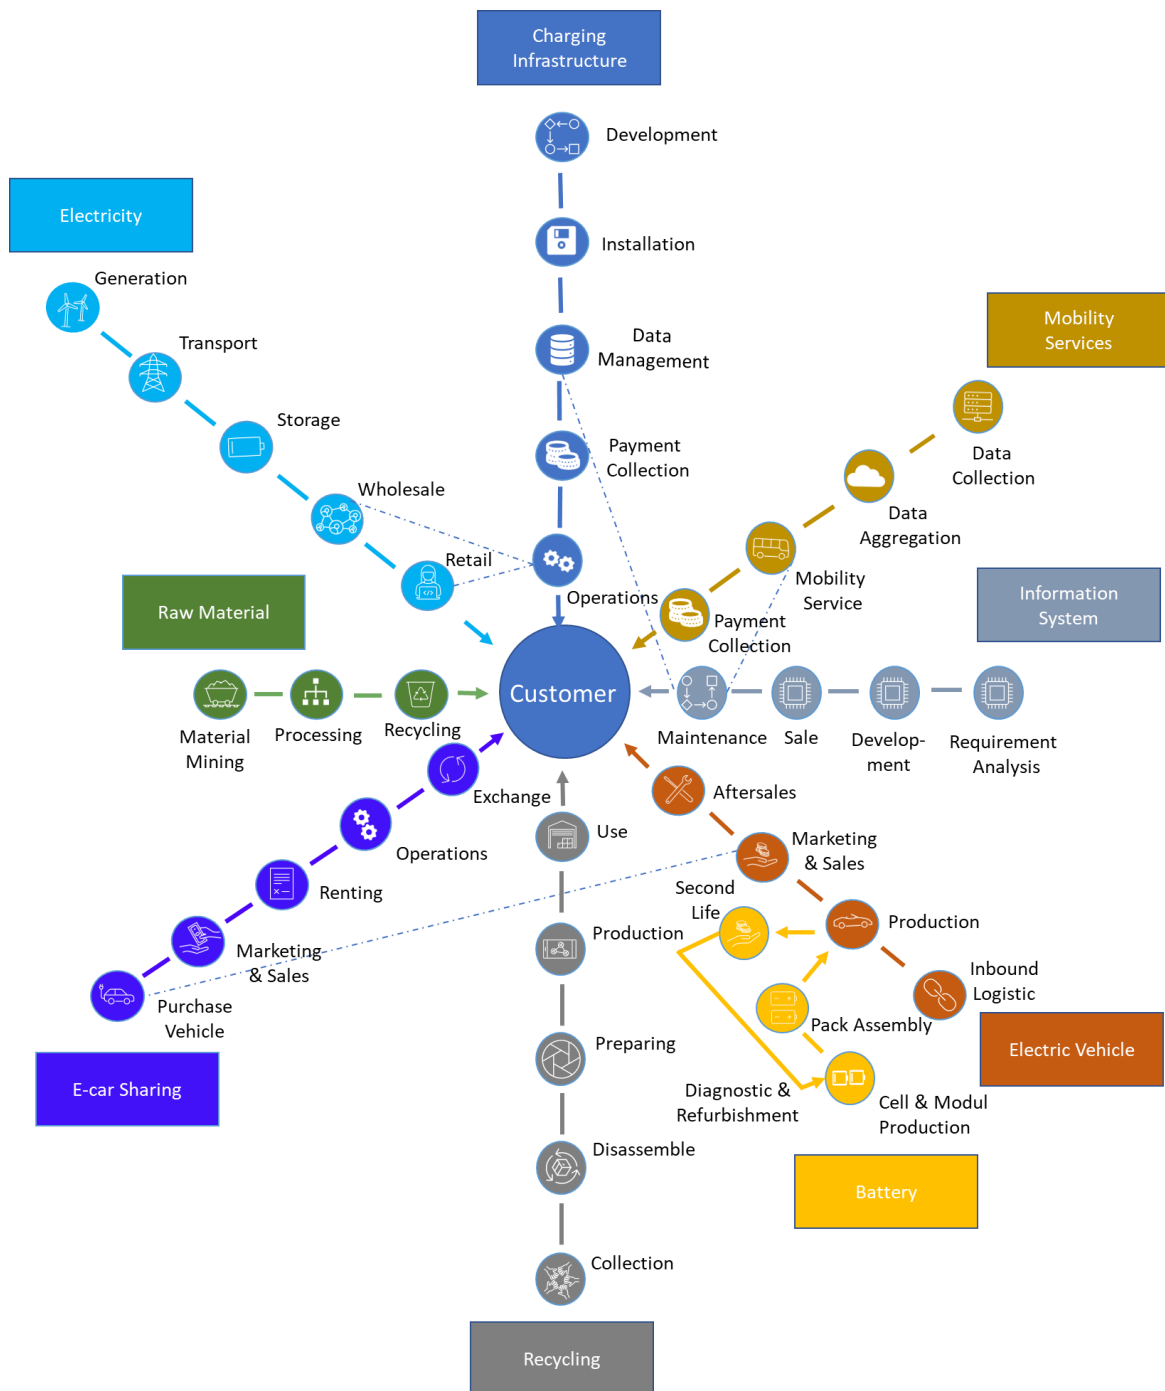 Charging
Infrastructure
Development
Electricity
Installation
Generation
Mobility
Services
Transport
Data
Management
Storage
Payment
Collection
Data
Collection
Wholesale
Data
Aggregation
Retail
Operations
Mobility
Service
Raw Material
Information
System
Payment
Collection
Customer
Material
Mining
Processing
Recycling
Maintenance
Sale
Develop-
ment
Requirement
Analysis
Exchange
Aftersales
Use
Operations
Marketing
& Sales
Renting
Second
Life
Production
Production
Marketing
& Sales
Inbound
Logistic
Purchase
Vehicle
Pack Assembly
Preparing
Electric Vehicle
E-car Sharing
Diagnostic &
Refurbishment
Cell & Modul
Production
Disassemble
Battery
Collection
Recycling